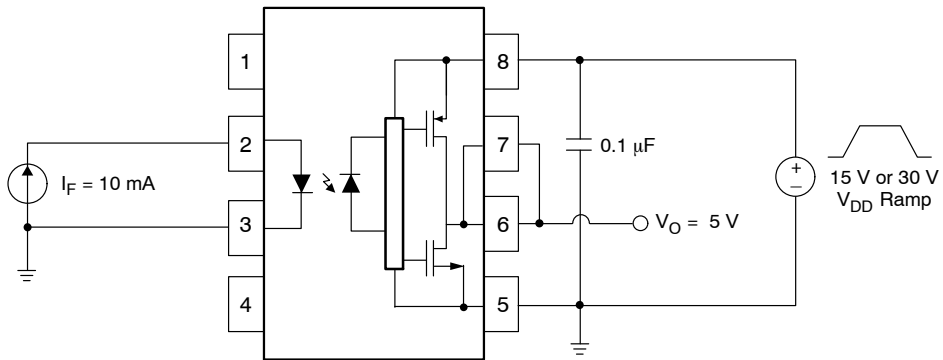 1
8
2
7
I_F = 10 mA
0.1 μF
+
–
15 V or 30 V
V_DD Ramp
3
6
V_O = 5 V
4
5